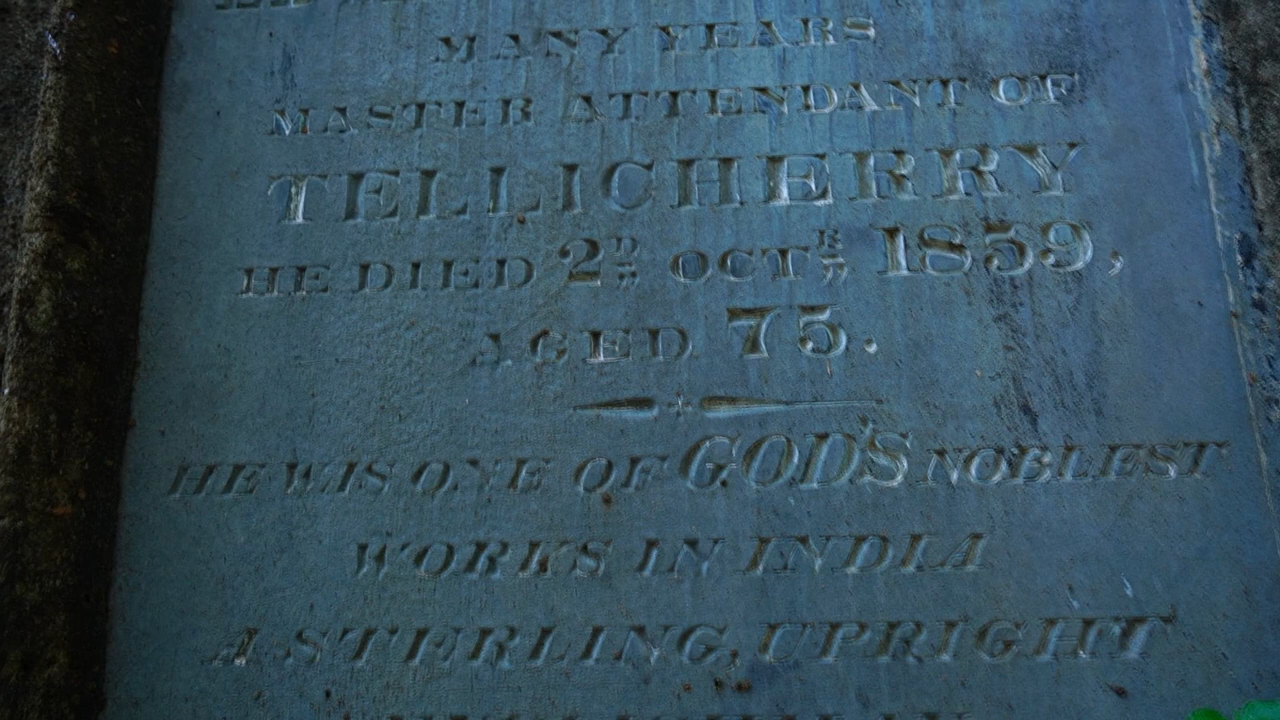 MANY YEARS
MASTER ATTENDANT OF
TELLICHERRY
HE DIED 2D OCTR 1859,
AGED 75.
HE WAS ONE OF GOD'S NOBLEST
WORKS IN INDIA
A STERLING, UPRIGHT